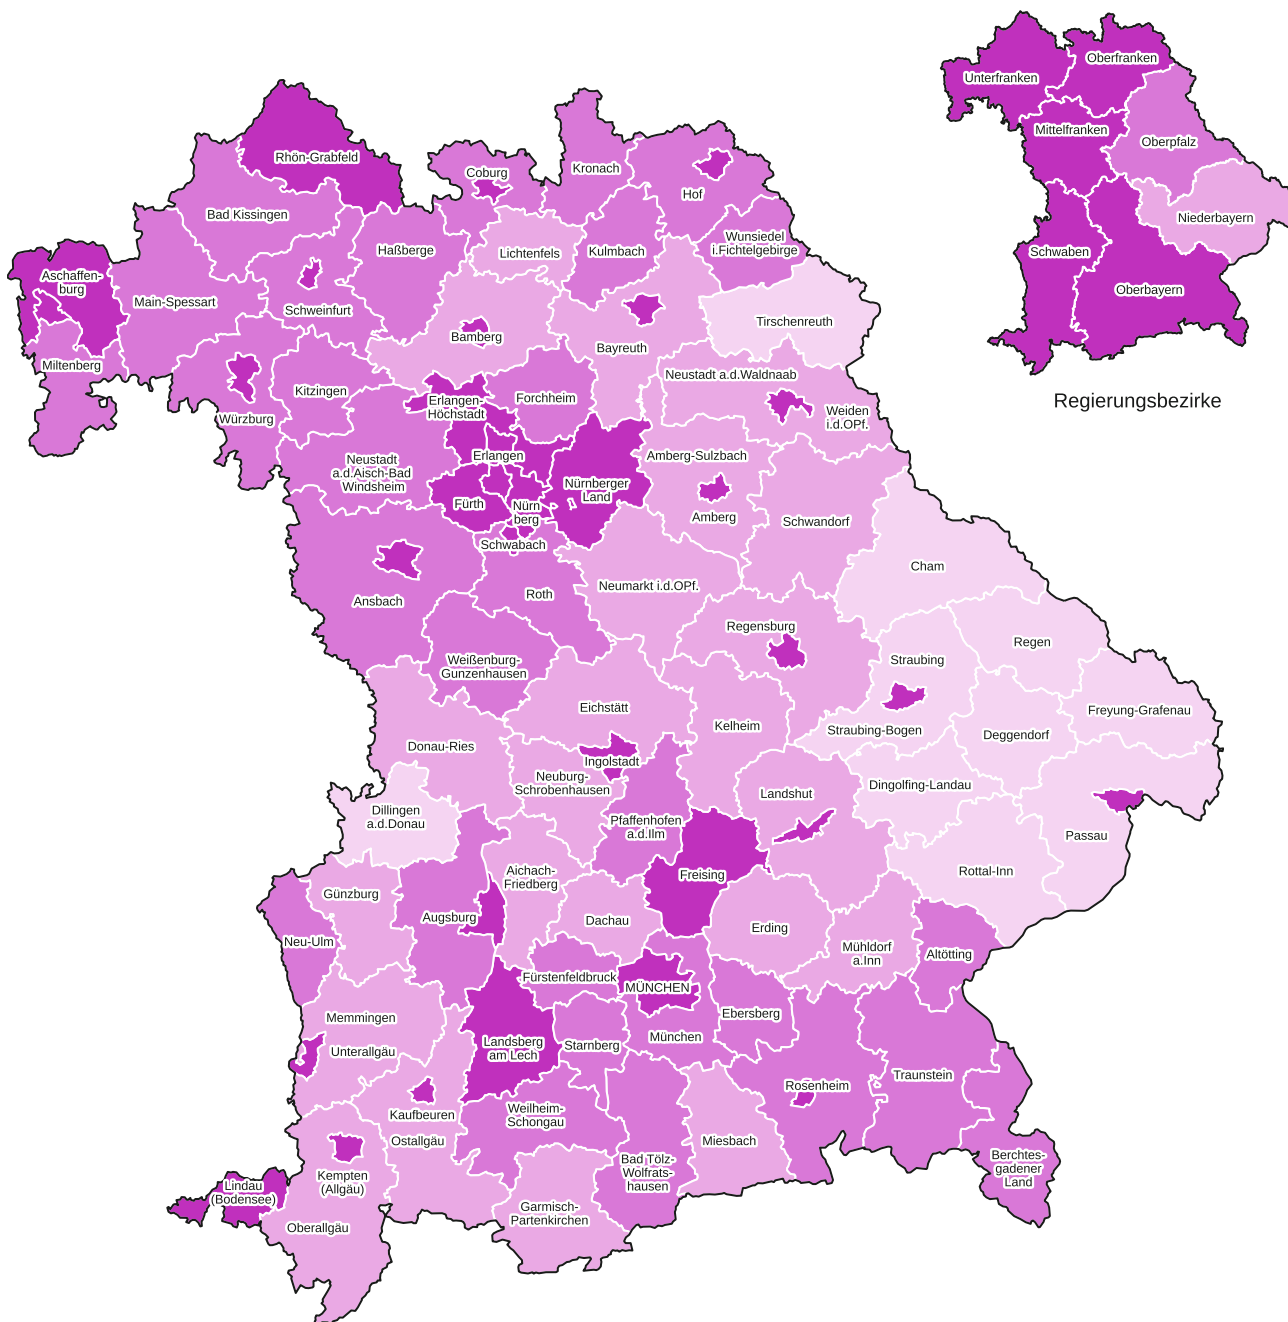 Oberfranken
Unterfranken
Mittelfranken
Oberpfalz
Niederbayern
Schwaben
Oberbayern
Regierungsbezirke
Rhön-Grabfeld
Coburg
Kronach
Hof
Bad Kissingen
Haßberge
Lichtenfels
Kulmbach
Wunsiedel
i.Fichtelgebirge
Aschaffen-
burg
Main-Spessart
Schweinfurt
Bamberg
Bayreuth
Tirschenreuth
Miltenberg
Würzburg
Kitzingen
Erlangen-
Höchstadt
Forchheim
Neustadt a.d.Waldnaab
Weiden
i.d.OPf.
Neustadt
a.d.Aisch-Bad
Windsheim
Erlangen
Fürth
Nürn
berg
Nürnberger
Land
Amberg-Sulzbach
Amberg
Schwandorf
Schwabach
Ansbach
Roth
Neumarkt i.d.OPf.
Cham
Regensburg
Regen
Straubing
Weißenburg-
Gunzenhausen
Eichstätt
Kelheim
Straubing-Bogen
Deggendorf
Freyung-Grafenau
Donau-Ries
Ingolstadt
Neuburg-
Schrobenhausen
Landshut
Dingolfing-Landau
Dillingen
a.d.Donau
Pfaffenhofen
a.d.Ilm
Passau
Aichach-
Friedberg
Freising
Rottal-Inn
Günzburg
Augsburg
Dachau
Erding
Neu-Ulm
Mühldorf
a.Inn
Altötting
Fürstenfeldbruck
MÜNCHEN
Memmingen
Unterallgäu
Landsberg
am Lech
Starnberg
München
Ebersberg
Rosenheim
Traunstein
Kaufbeuren
Ostallgäu
Weilheim-
Schongau
Miesbach
Bad Tölz-
Wolfrats-
hausen
Berchtes-
gadener
Land
Kempten
(Allgäu)
Lindau
(Bodensee)
Oberallgäu
Garmisch-
Partenkirchen